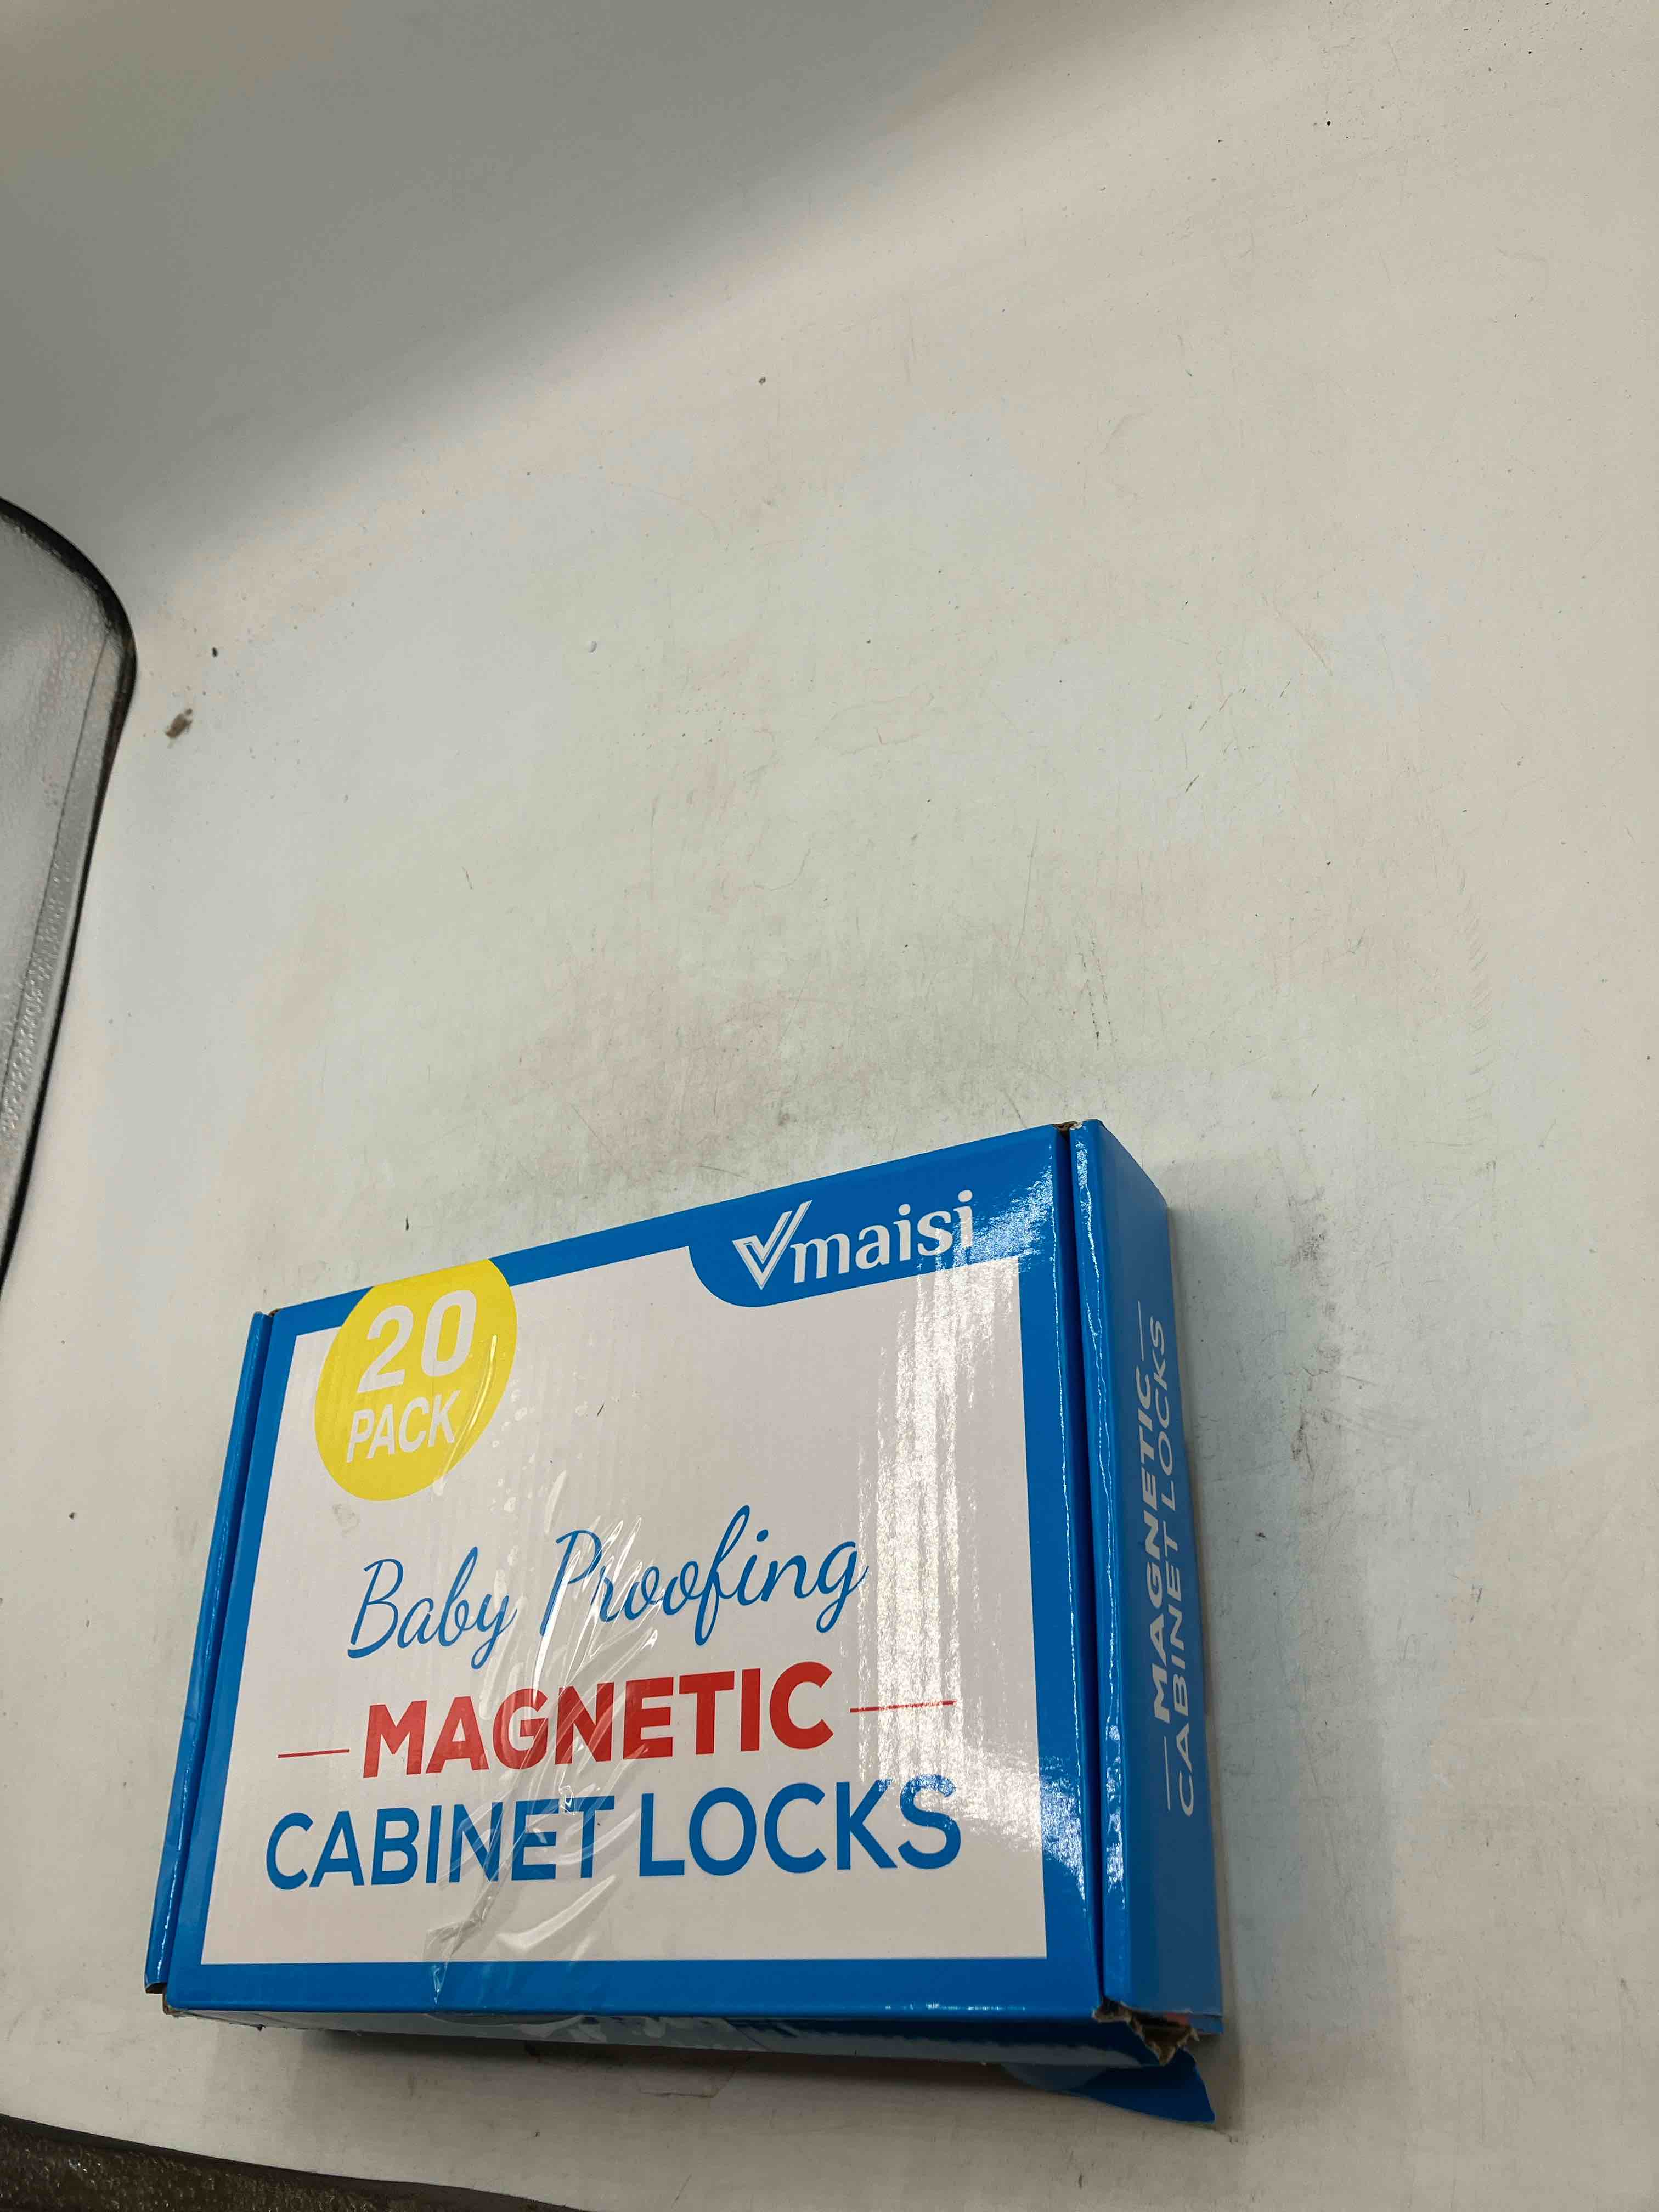 Vmaisi
20
PACK
Baby Proofing
MAGNETIC
CABINET LOCKS
MAGNETIC
CABINET LOCKS